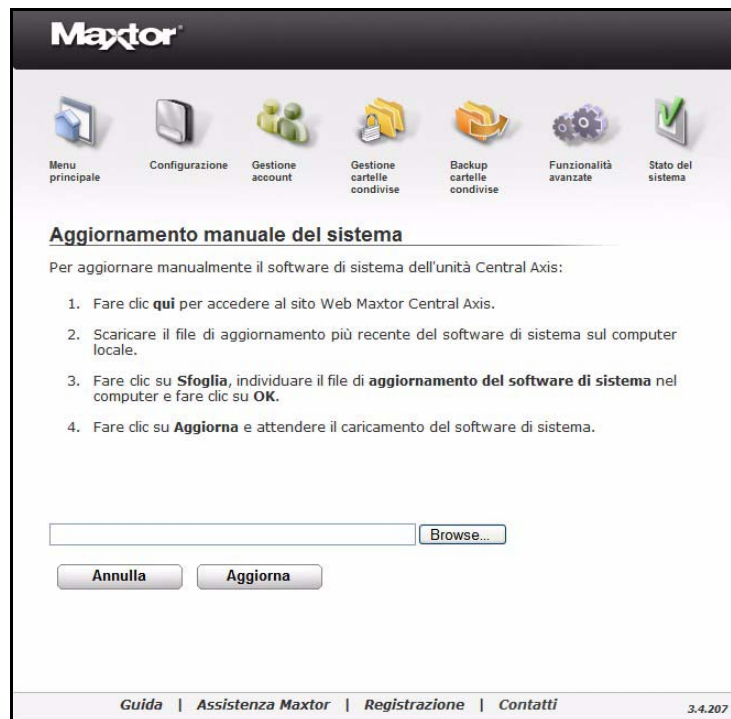 Maxtor
Menu principale
Configurazione
Gestione account
Gestione cartelle condivise
Backup cartelle condivise
Funzionalità avanzate
Stato del sistema
Aggiornamento manuale del sistema
Per aggiornare manualmente il software di sistema dell'unità Central Axis:
1. Fare clic qui per accedere al sito Web Maxtor Central Axis.
2. Scaricare il file di aggiornamento più recente del software di sistema sul computer
locale.
3. Fare clic su Sfoglia, individuare il file di aggiornamento del software di sistema nel
computer e fare clic su OK.
4. Fare clic su Aggiorna e attendere il caricamento del software di sistema.
Browse...
Annulla Aggiorna
Guida | Assistenza Maxtor | Registrazione | Contatti 3.4.207